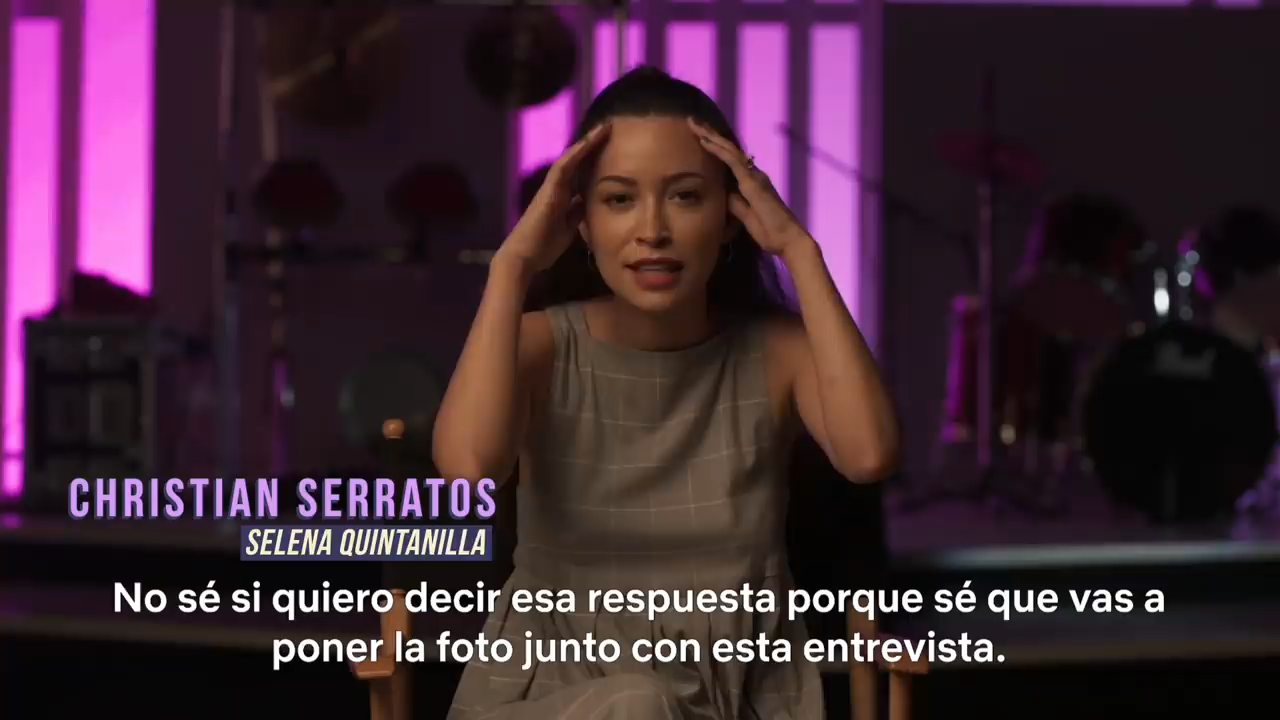 CHRISTIAN SERRATOS
SELENA QUINTANILLA
No sé si quiero decir esa respuesta porque sé que vas a
poner la foto junto con esta entrevista.
Pearl